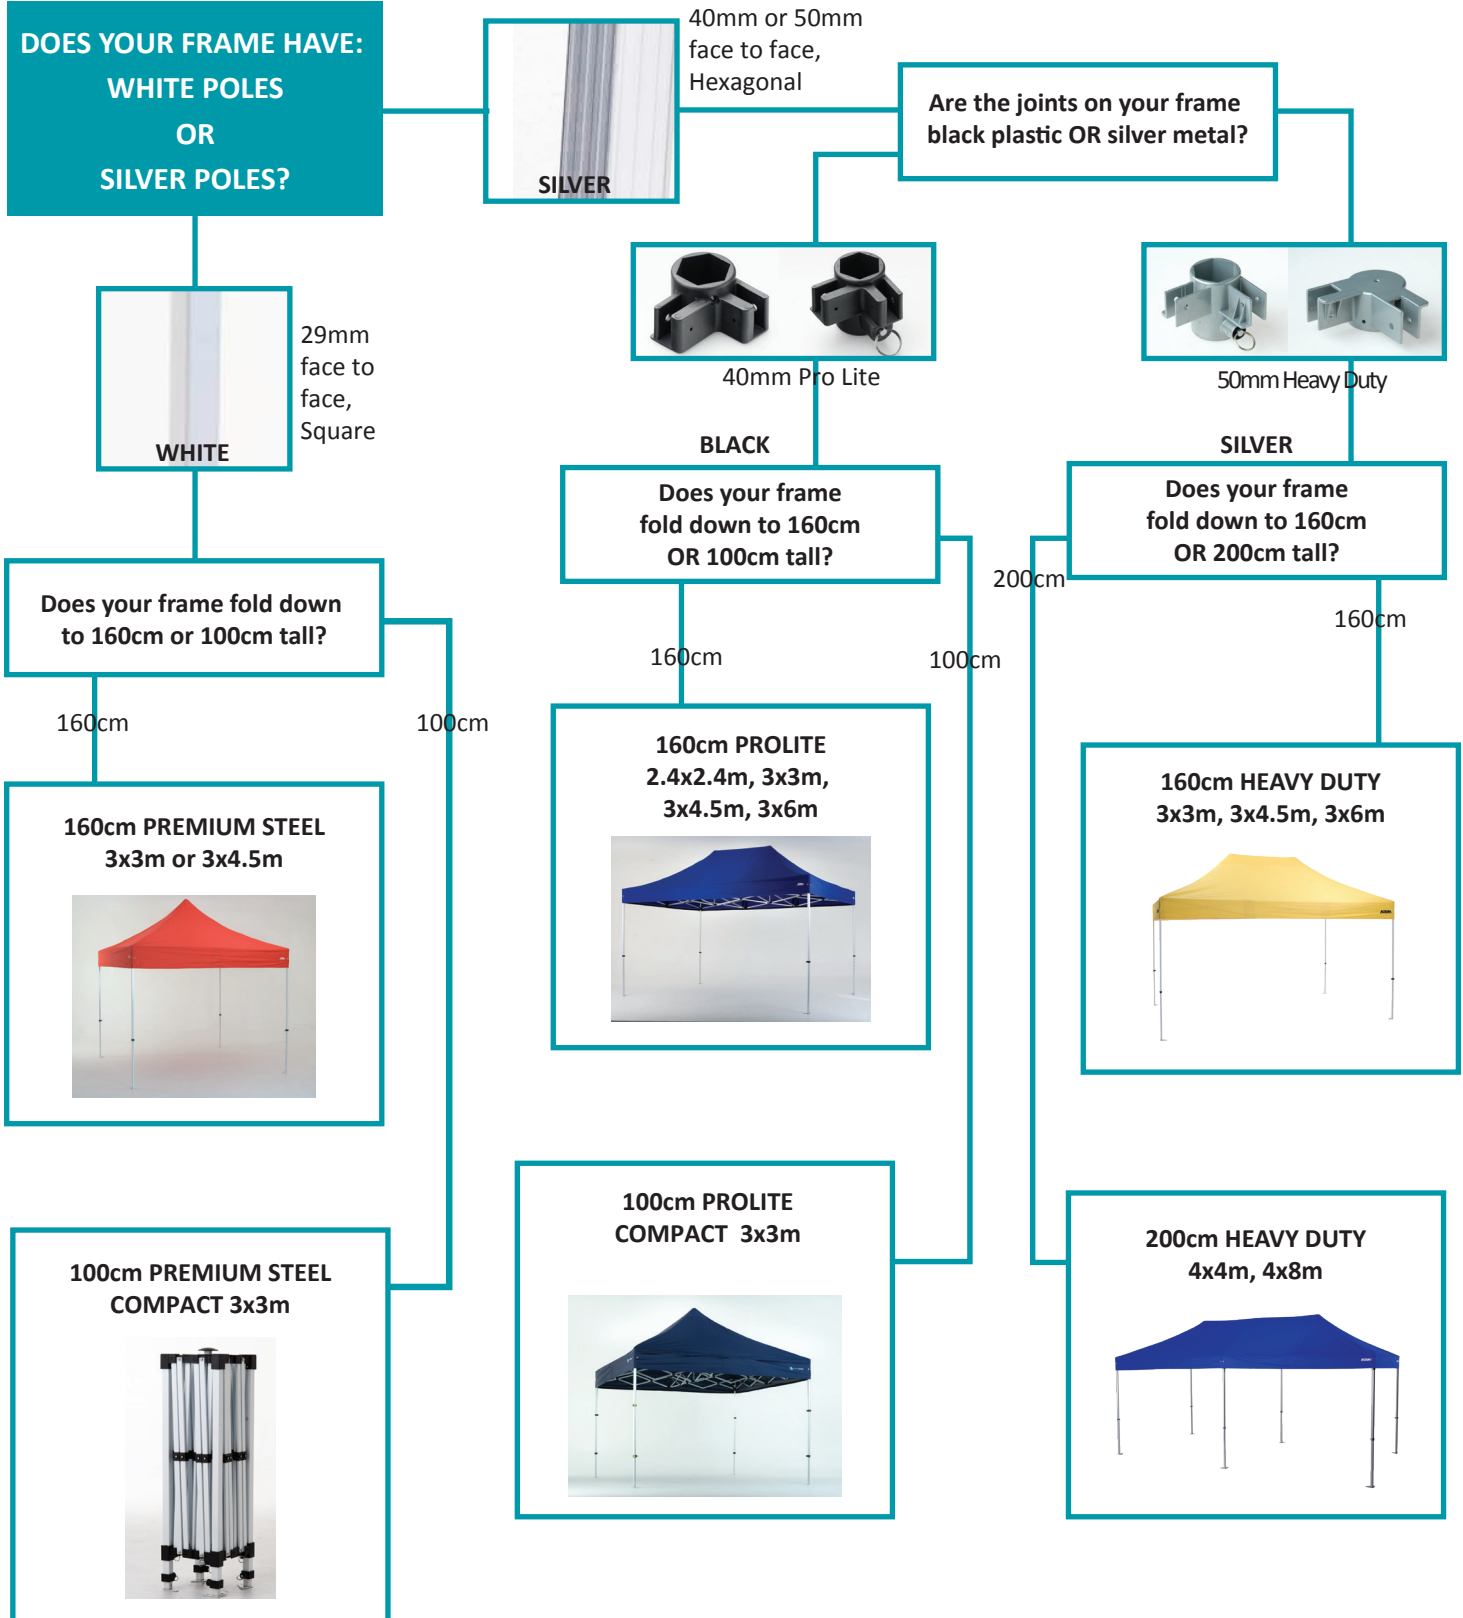 DOES YOUR FRAME HAVE:
WHITE POLES
OR
SILVER POLES?
SILVER
40mm or 50mm
face to face,
Hexagonal
Are the joints on your frame
black plastic OR silver metal?
WHITE
29mm
face to
face,
Square
40mm Pro Lite
50mm Heavy Duty
BLACK
SILVER
Does your frame
fold down to 160cm
OR 100cm tall?
Does your frame
fold down to 160cm
OR 200cm tall?
Does your frame fold down
to 160cm or 100cm tall?
160cm
100cm
160cm
100cm
200cm
160cm
160cm PREMIUM STEEL
3x3m or 3x4.5m
160cm PROLITE
2.4x2.4m, 3x3m,
3x4.5m, 3x6m
160cm HEAVY DUTY
3x3m, 3x4.5m, 3x6m
100cm PREMIUM STEEL
COMPACT 3x3m
100cm PROLITE
COMPACT 3x3m
200cm HEAVY DUTY
4x4m, 4x8m